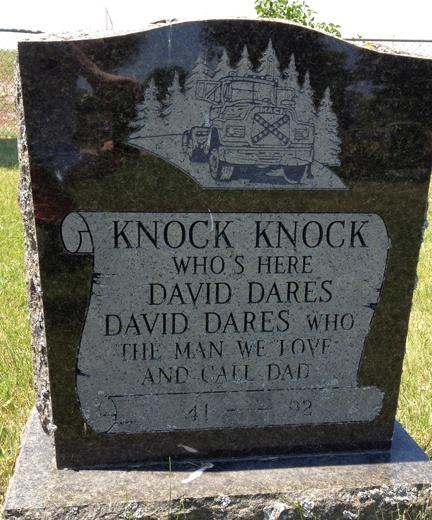 KNOCK KNOCK
WHO'S HERE
DAVID DARES
DAVID DARES WHO
THE MAN WE LOVE
AND CALL DAD
41 - - 92